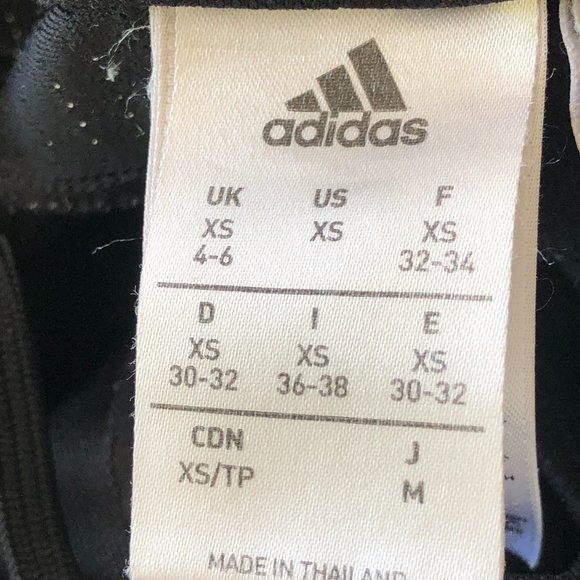 adidas
UK US F
XS XS XS
4-6 32-34
D I E
XS XS XS
30-32 36-38 30-32
CDN J
XS/TP M
MADE IN THAILAND